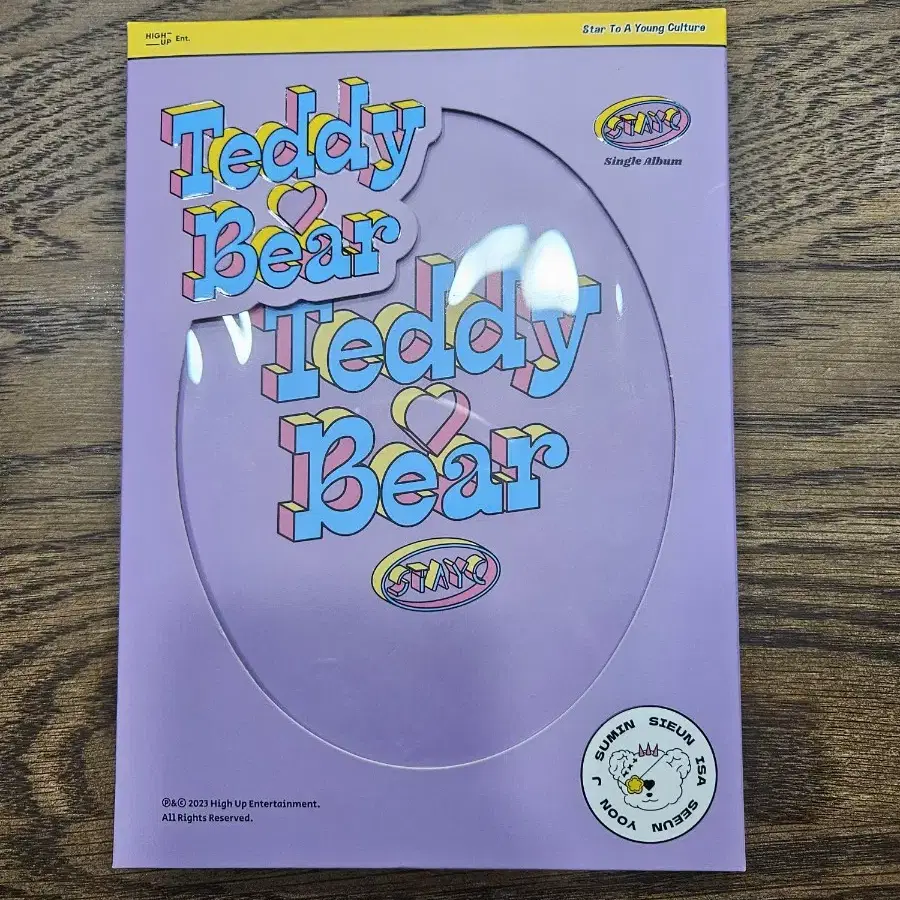 HIGH UP Ent.
Star To A Young Culture
Teddy
Bear
STAYC
Single Album
Teddy
Bear
STAYC
SUMIN SIEUN ISA SEEUN YOON J
℗&© 2023 High Up Entertainment.
All Rights Reserved.